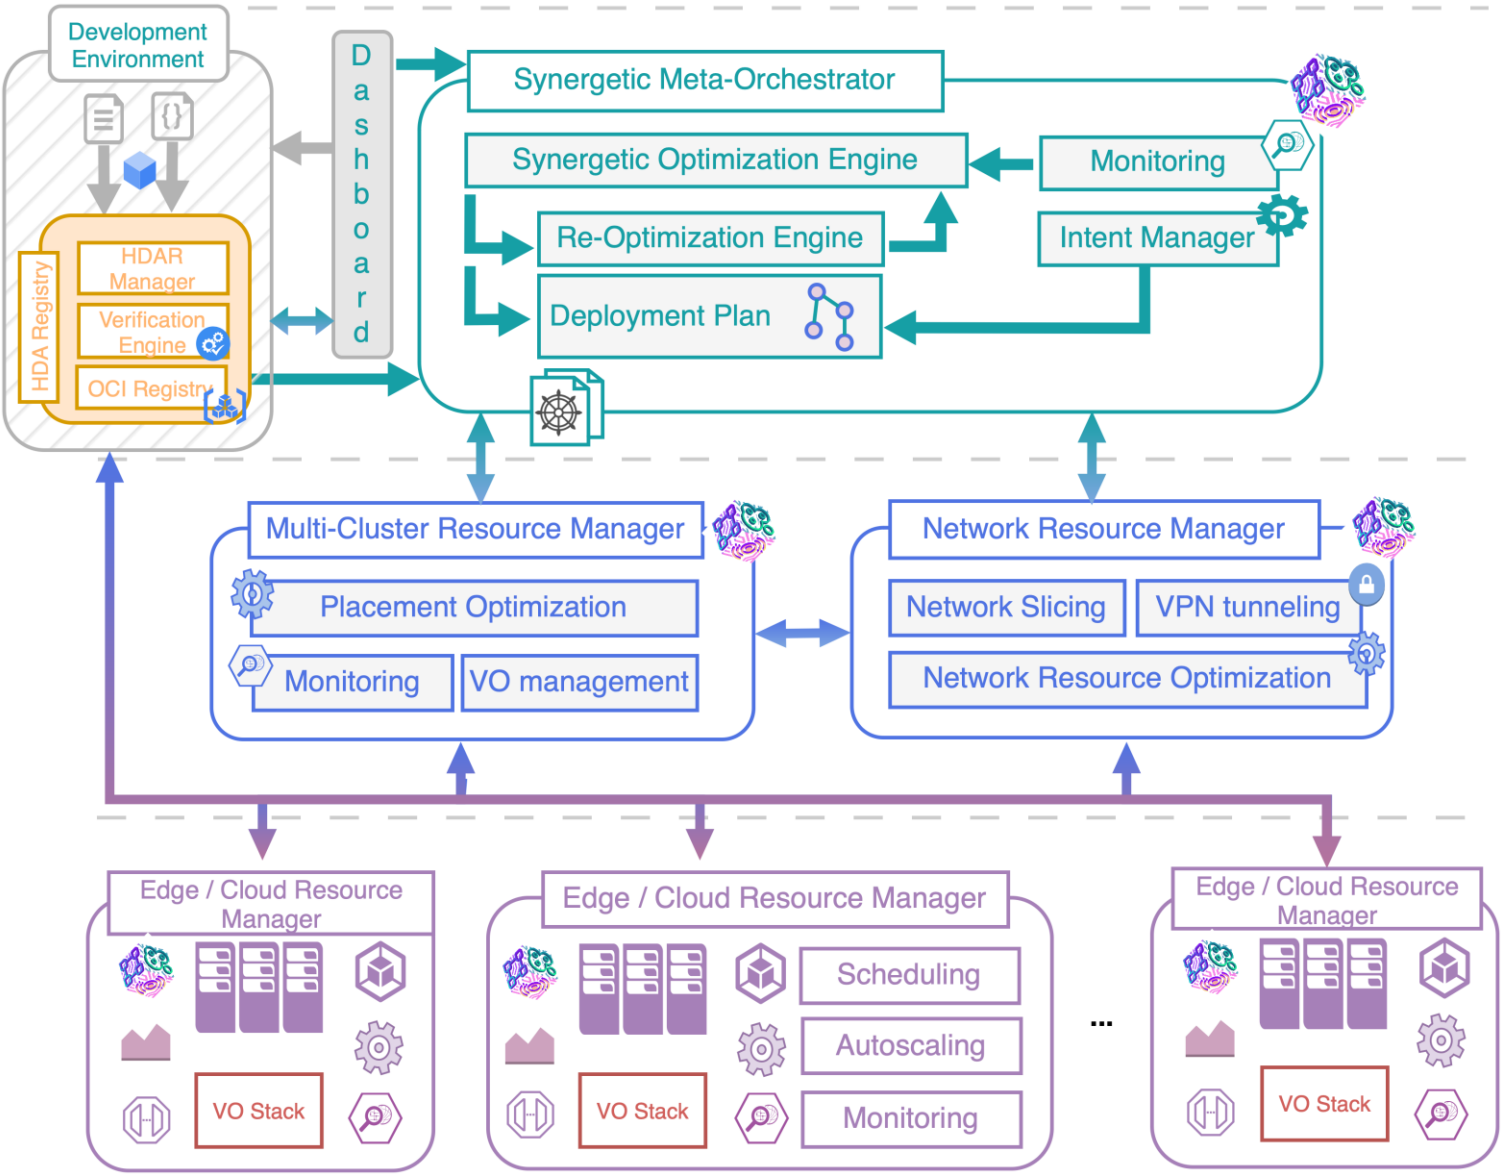 Development
Environment
Dashboard
HDA Registry
HDAR
Manager
Verification
Engine
OCI Registry
{}
Synergetic Meta-Orchestrator
Synergetic Optimization Engine
Monitoring
Re-Optimization Engine
Intent Manager
Deployment Plan
Multi-Cluster Resource Manager
Placement Optimization
Monitoring
VO management
Network Resource Manager
Network Slicing
VPN tunneling
Network Resource Optimization
Edge / Cloud Resource
Manager
VO Stack
Edge / Cloud Resource Manager
Scheduling
Autoscaling
Monitoring
VO Stack
...
Edge / Cloud Resource
Manager
VO Stack